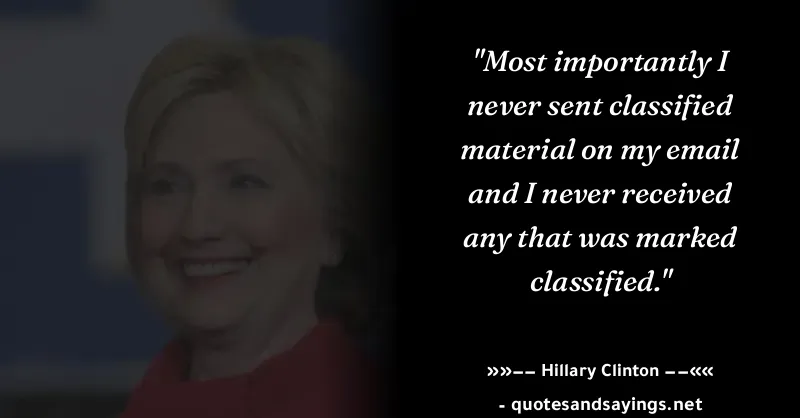 "Most importantly I
never sent classified
material on my email
and I never received
any that was marked
classified."
»»–– Hillary Clinton ––««
- quotesandsayings.net